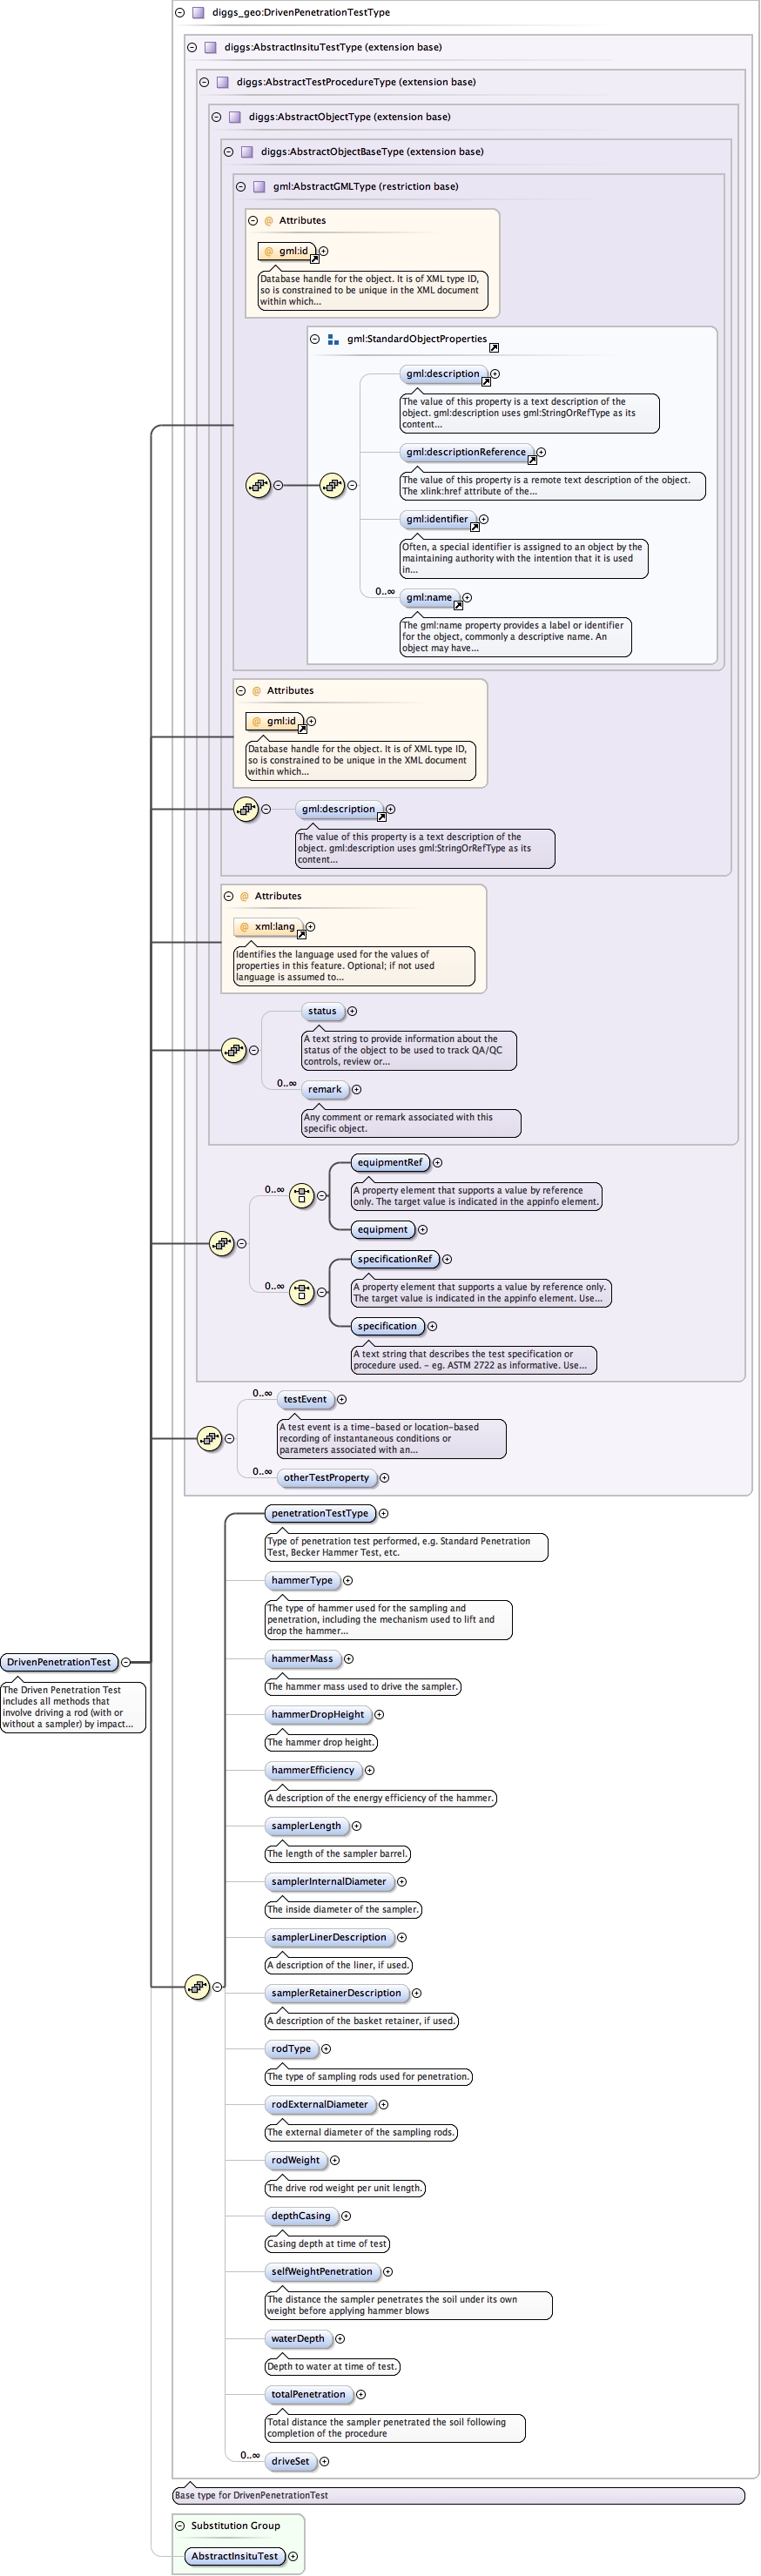 diggs_geo:DrivenPenetrationTestType
diggs:AbstractInsituTestType (extension base)
diggs:AbstractTestProcedureType (extension base)
diggs:AbstractObjectType (extension base)
diggs:AbstractObjectBaseType (extension base)
gml:AbstractGMLType (restriction base)
@ Attributes
@ gml:id
Database handle for the object. It is of XML type ID,
so is constrained to be unique in the XML document
within which...
gml:StandardObjectProperties
gml:description
The value of this property is a text description of the
object. gml:description uses gml:StringOrRefType as its
content...
gml:descriptionReference
The value of this property is a remote text description of the object.
The xlink:href attribute of the...
gml:identifier
Often, a special identifier is assigned to an object by the
maintaining authority with the intention that it is used
in...
0..∞
gml:name
The gml:name property provides a label or identifier
for the object, commonly a descriptive name. An
object may have...
@ Attributes
@ gml:id
Database handle for the object. It is of XML type ID,
so is constrained to be unique in the XML document
within which...
gml:description
The value of this property is a text description of the
object. gml:description uses gml:StringOrRefType as its
content...
@ Attributes
@ xml:lang
Identifies the language used for the values of
properties in this feature. Optional; if not used
language is assumed to...
status
A text string to provide information about the
status of the object to be used to track QA/QC
controls, review or...
0..∞
remark
Any comment or remark associated with this
specific object.
equipmentRef
0..∞
A property element that supports a value by reference
only. The target value is indicated in the appinfo element.
equipment
specificationRef
0..∞
A property element that supports a value by reference only.
The target value is indicated in the appinfo element. Use...
specification
A text string that describes the test specification or
procedure used. - eg. ASTM 2722 as informative. Use...
0..∞
testEvent
A test event is a time-based or location-based
recording of instantaneous conditions or
parameters associated with an...
0..∞
otherTestProperty
penetrationTestType
Type of penetration test performed, e.g. Standard Penetration
Test, Becker Hammer Test, etc.
hammerType
The type of hammer used for the sampling and
penetration, including the mechanism used to lift and
drop the hammer...
DrivenPenetrationTest
The Driven Penetration Test
includes all methods that
involve driving a rod (with or
without a sampler) by impact...
hammerMass
The hammer mass used to drive the sampler.
hammerDropHeight
The hammer drop height.
hammerEfficiency
A description of the energy efficiency of the hammer.
samplerLength
The length of the sampler barrel.
samplerInternalDiameter
The inside diameter of the sampler.
samplerLinerDescription
A description of the liner, if used.
samplerRetainerDescription
A description of the basket retainer, if used.
rodType
The type of sampling rods used for penetration.
rodExternalDiameter
The external diameter of the sampling rods.
rodWeight
The drive rod weight per unit length.
depthCasing
Casing depth at time of test
selfWeightPenetration
The distance the sampler penetrates the soil under its own
weight before applying hammer blows
waterDepth
Depth to water at time of test.
totalPenetration
Total distance the sampler penetrated the soil following
completion of the procedure
0..∞
driveSet
Base type for DrivenPenetrationTest
Substitution Group
AbstractInsituTest